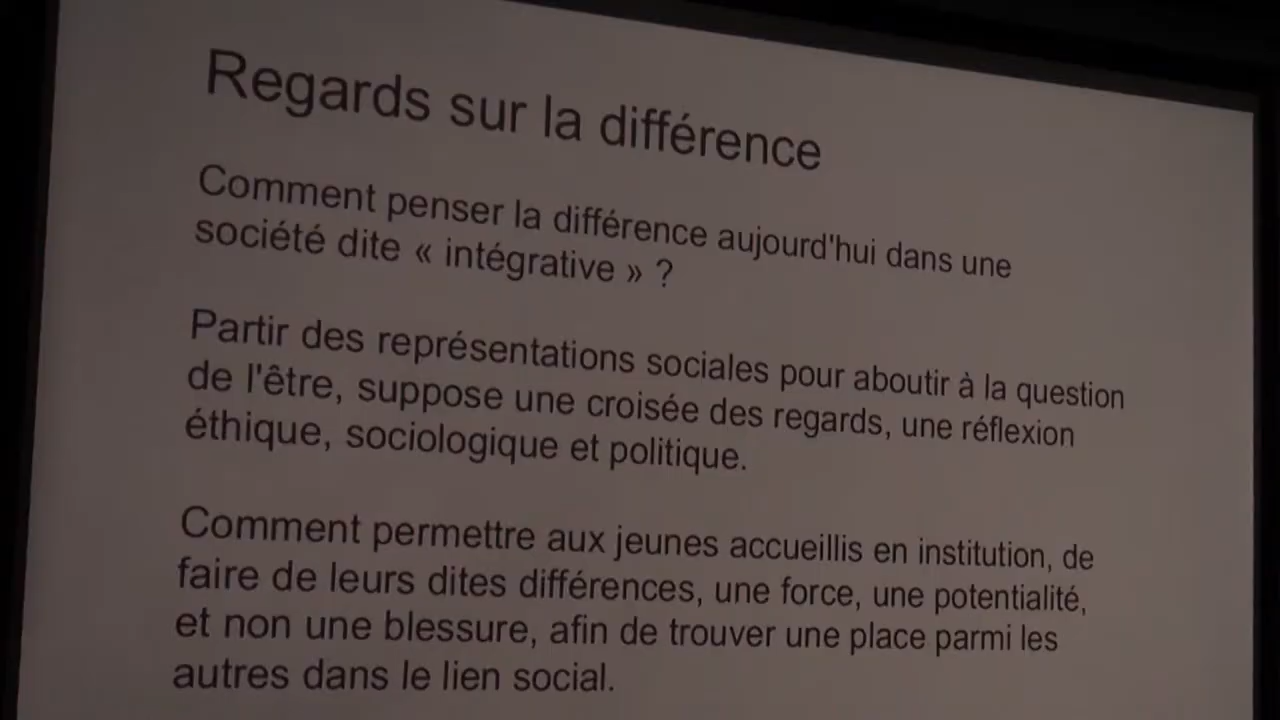 Regards sur la différence
Comment penser la différence aujourd'hui dans une
société dite « intégrative » ?
Partir des représentations sociales pour aboutir à la question
de l'être, suppose une croisée des regards, une réflexion
éthique, sociologique et politique.
Comment permettre aux jeunes accueillis en institution, de
faire de leurs dites différences, une force, une potentialité,
et non une blessure, afin de trouver une place parmi les
autres dans le lien social.